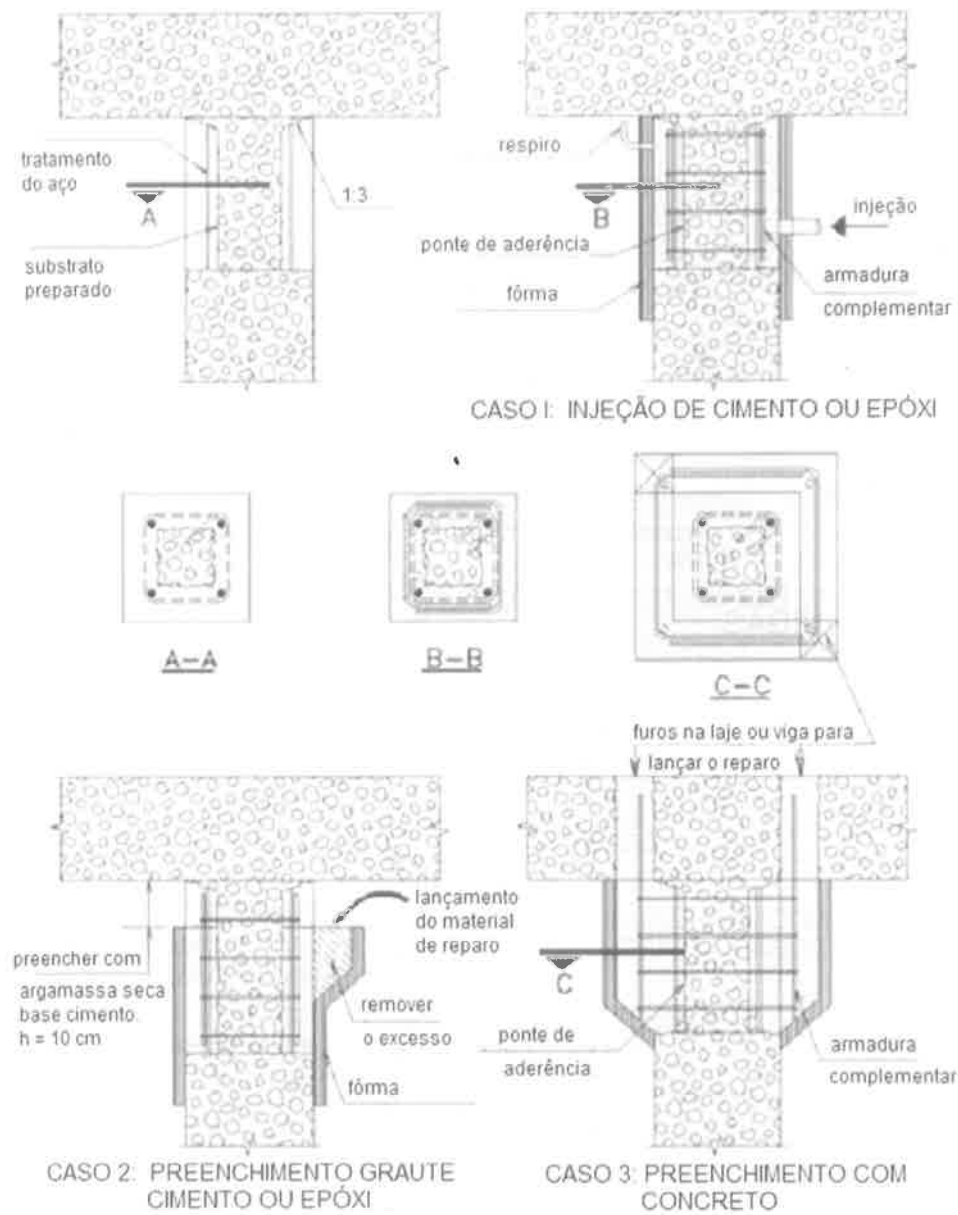 tratamento
do aço
A
1:3
substrato
preparado
respiro
B
injeção
ponte de aderência
fôrma
armadura
complementar
CASO I: INJEÇÃO DE CIMENTO OU EPÓXI
A-A
B-B
C-C
furos na laje ou viga para
lançar o reparo
lançamento
do material
de reparo
preencher com
argamassa seca
base cimento.
h = 10 cm
remover
o excesso
fôrma
C
ponte de
aderência
armadura
complementar
CASO 2: PREENCHIMENTO GRAUTE
CIMENTO OU EPÓXI
CASO 3: PREENCHIMENTO COM
CONCRETO